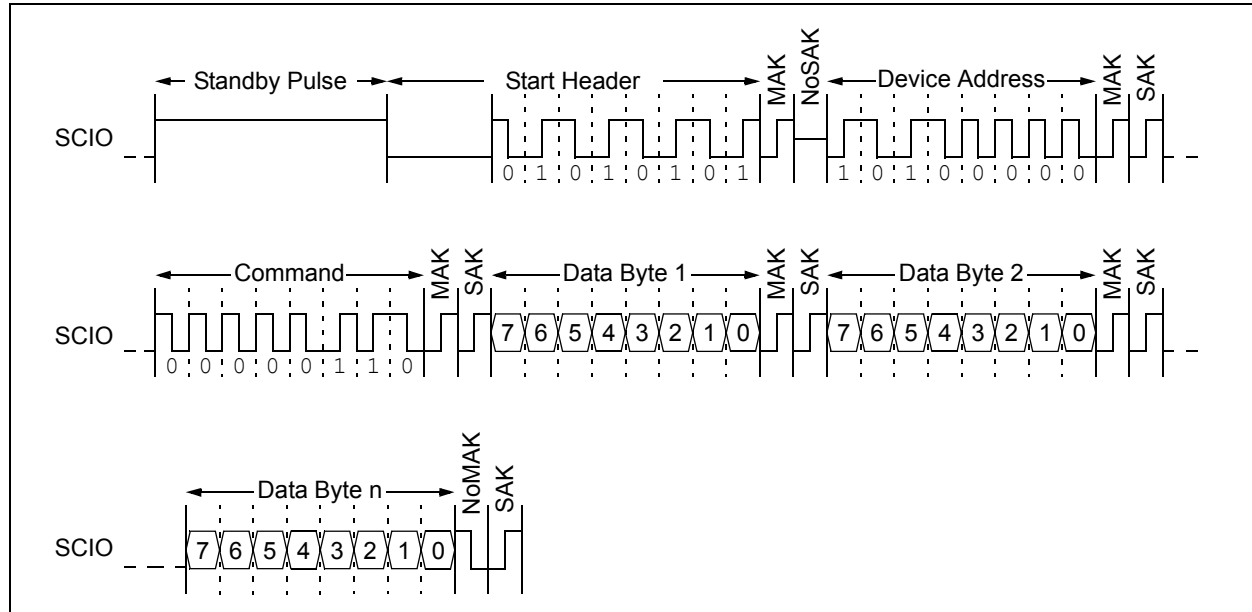 Standby Pulse Start Header MAK NoSAK Device Address MAK SAK
SCIO
0 1 0 1 0 1 0 1 1 0 1 0 0 0 0 0
Command MAK SAK Data Byte 1 MAK SAK Data Byte 2 MAK SAK
SCIO 7 6 5 4 3 2 1 0 7 6 5 4 3 2 1 0
0 0 0 0 0 1 1 0
Data Byte n NoMAK SAK
SCIO 7 6 5 4 3 2 1 0